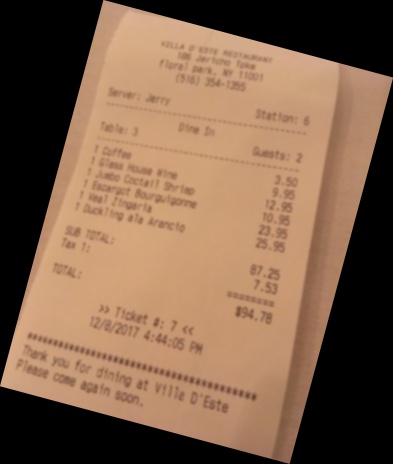 VILLA D'ESTE RESTAURANT
186 Jericho Tpke
floral park, NY 11001
(516) 354-1355
Server: Jerry Station: 6
Table: 3 Dine In Guests: 2
1 Coffee 3.50
1 Glass House Wine 9.95
1 Jumbo Coctail Shrimp 12.95
1 Escargot Bourguigonne 10.95
1 Veal Zingaria 23.95
1 Duckling ala Arancio 25.95
SUB TOTAL: 87.25
Tax 1: 7.53
========
TOTAL: $94.78
>> Ticket #: 7 <<
12/8/2017 4:44:05 PM
Thank you for dining at Villa D'Este
Please come again soon.